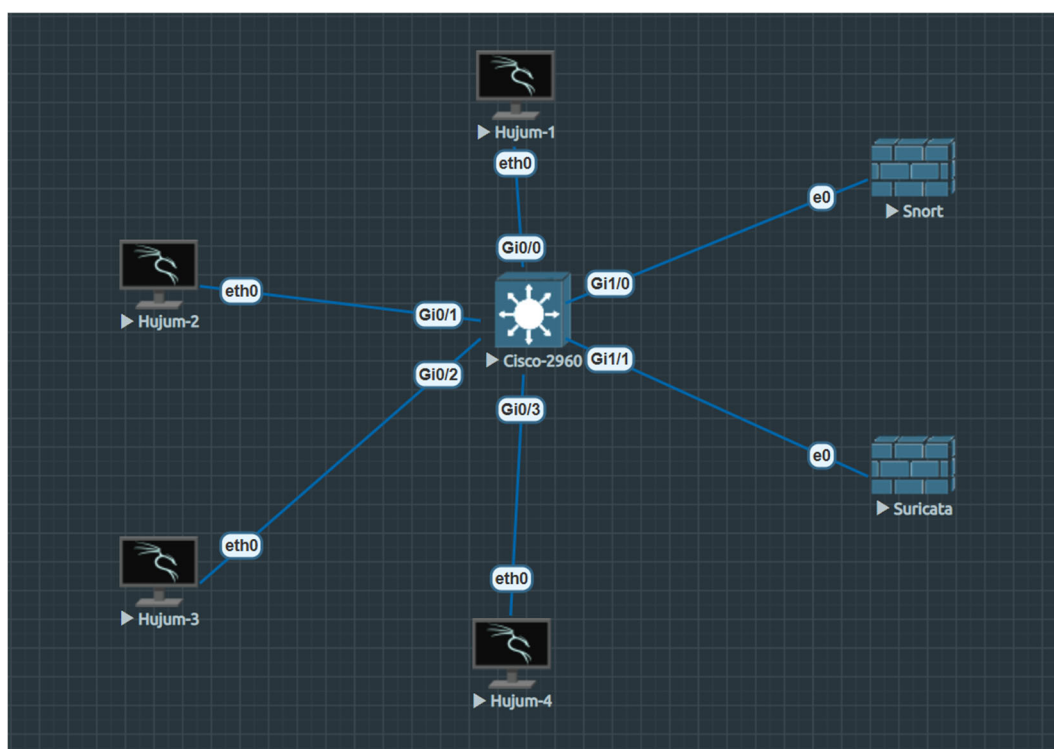 Hujum-1
eth0
Snort
e0
Gi0/0
Hujum-2
eth0
Gi0/1
Gi1/0
Cisco-2960
Gi1/1
Gi0/2
Gi0/3
e0
Suricata
Hujum-3
eth0
eth0
Hujum-4